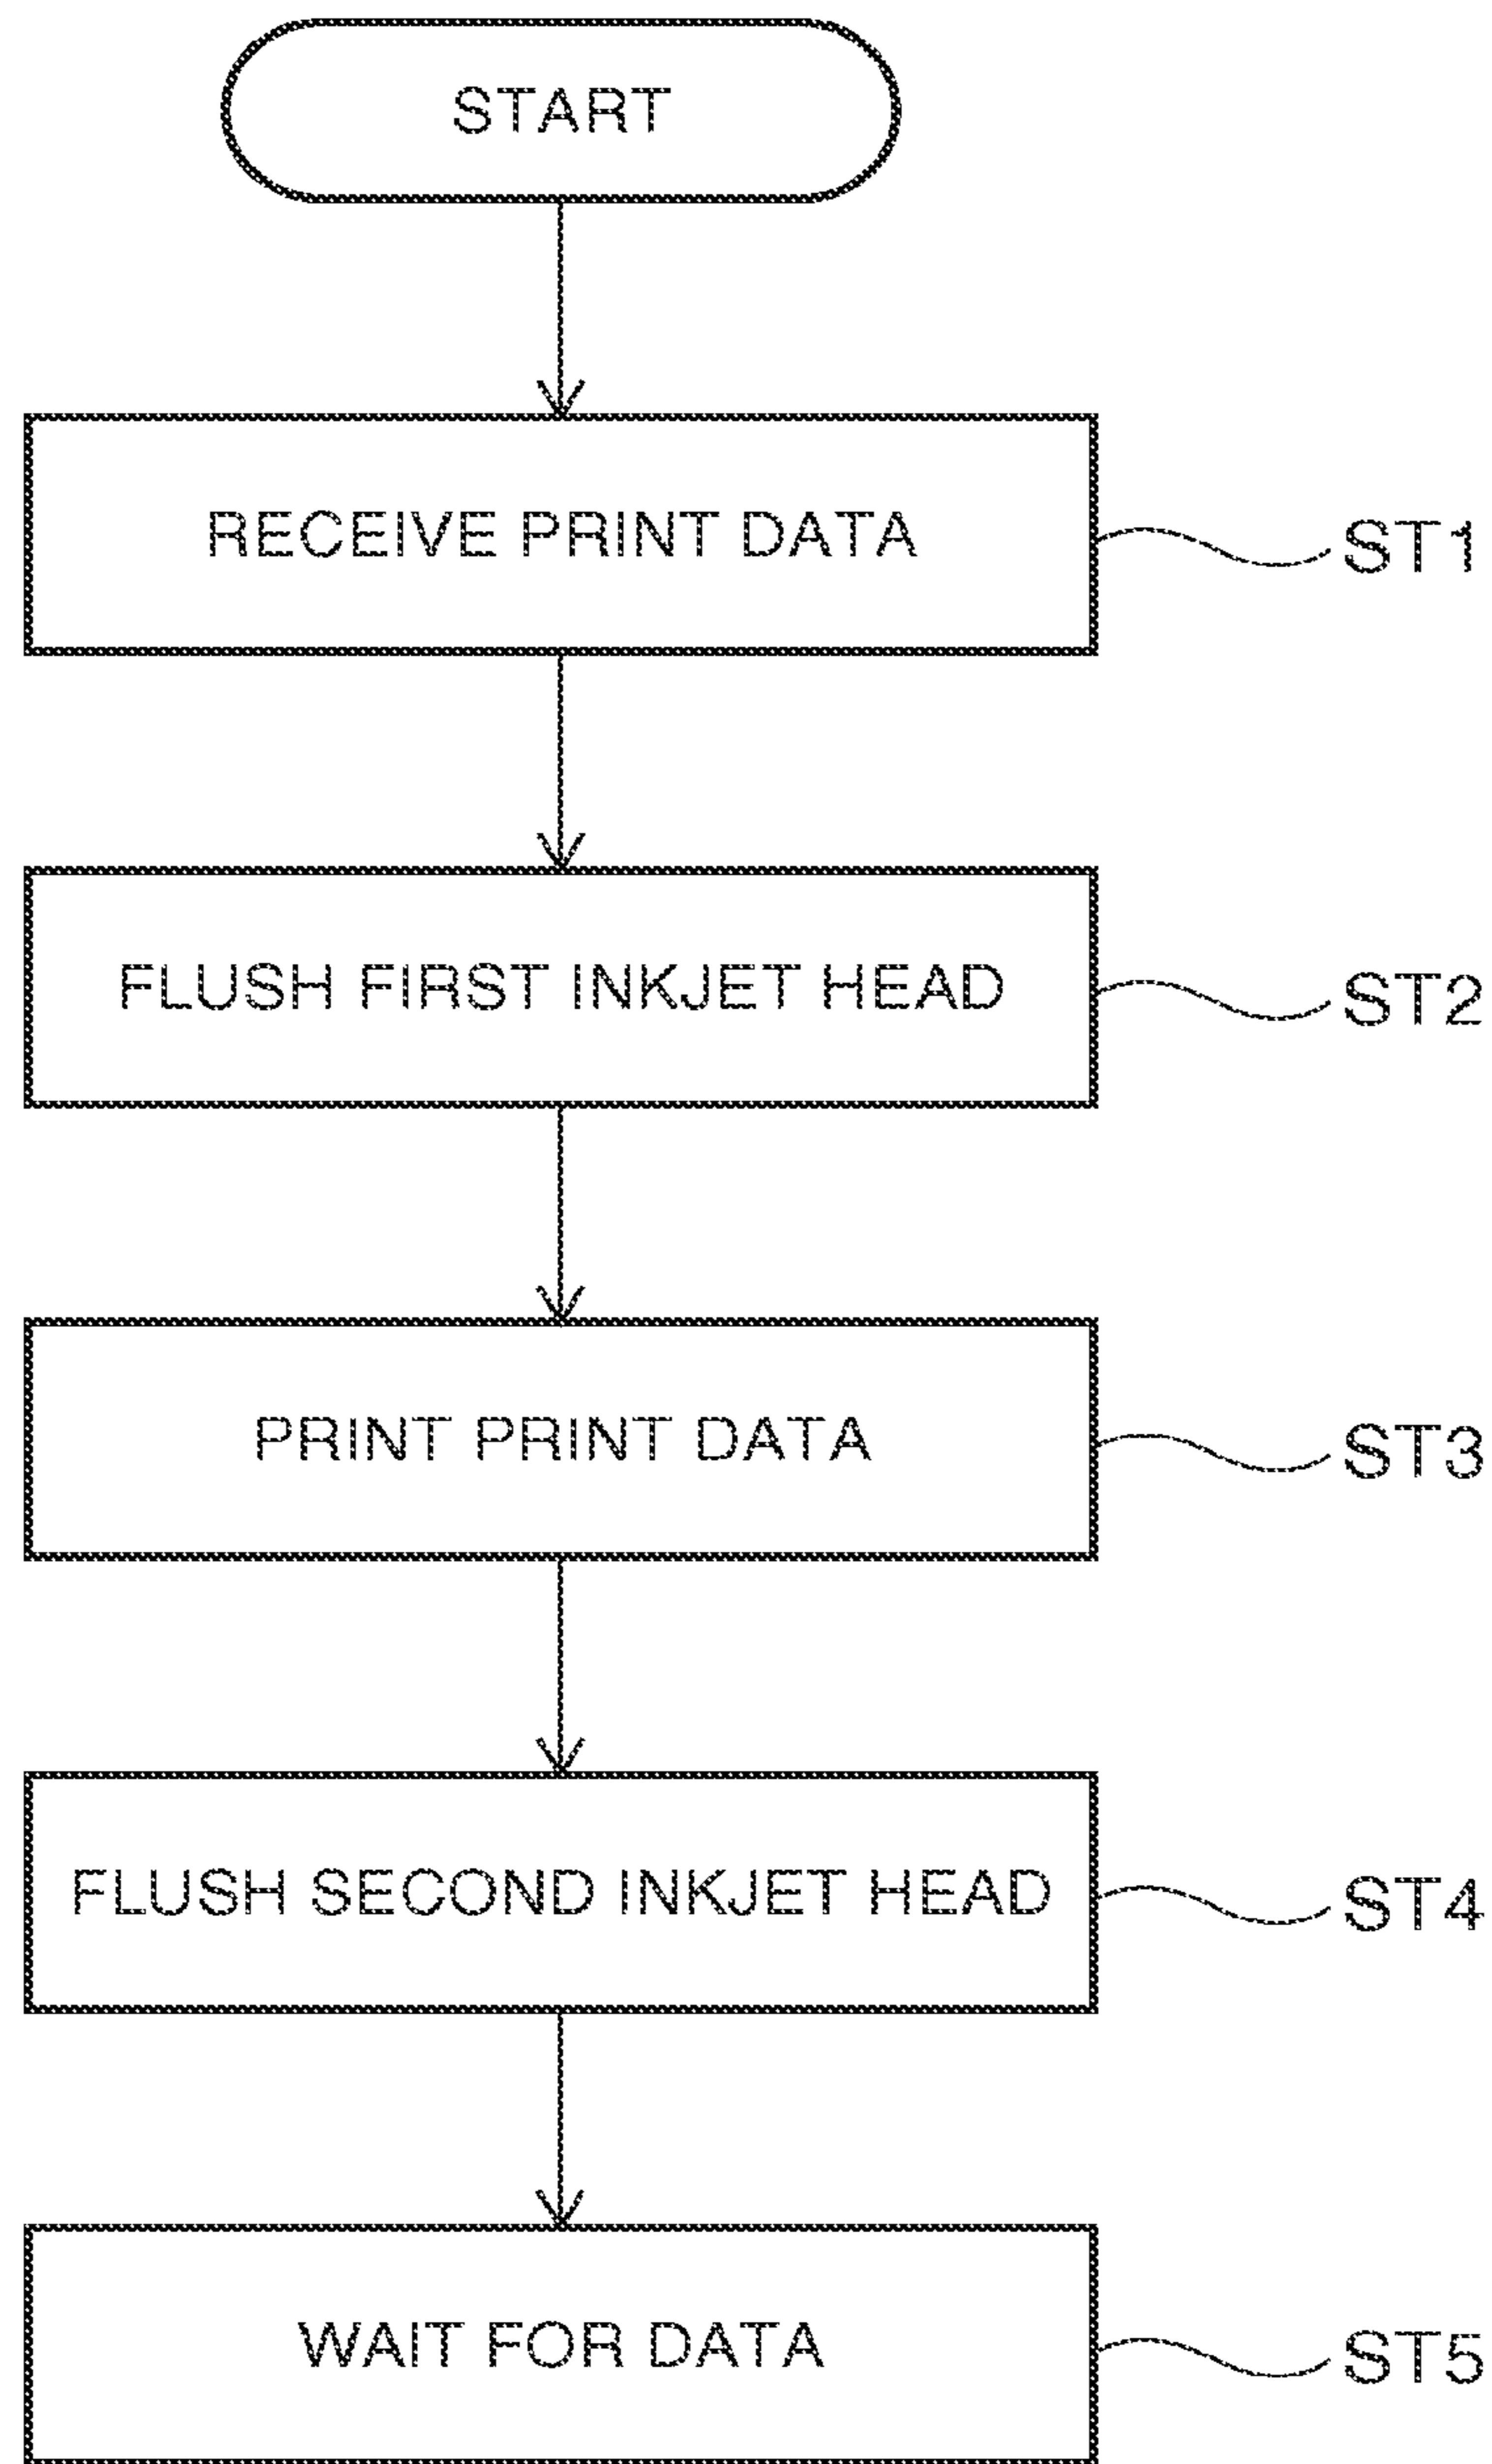 START
RECEIVE PRINT DATA
ST1
FLUSH FIRST INKJET HEAD
ST2
PRINT PRINT DATA
ST3
FLUSH SECOND INKJET HEAD
ST4
WAIT FOR DATA
ST5